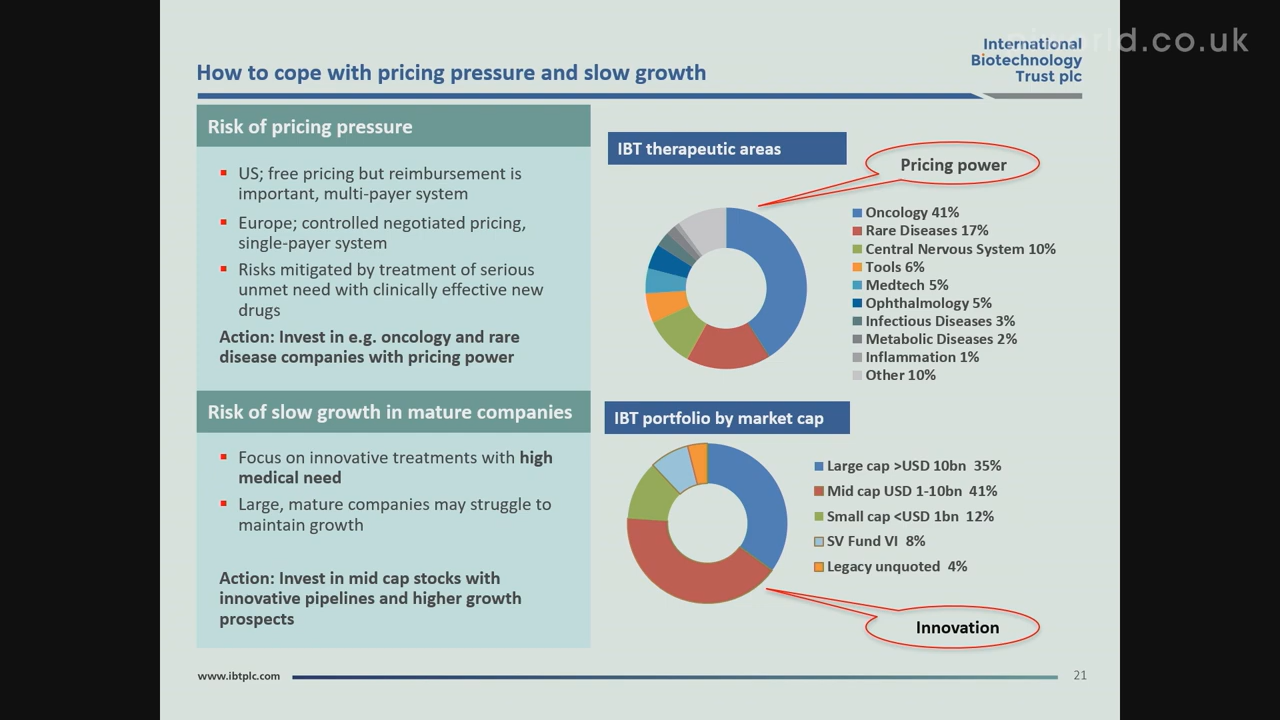 How to cope with pricing pressure and slow growth
International
Biotechnology
Trust plc
d.co.uk
Risk of pricing pressure
US; free pricing but reimbursement is
important, multi-payer system
Europe; controlled negotiated pricing,
single-payer system
Risks mitigated by treatment of serious
unmet need with clinically effective new
drugs
Action: Invest in e.g. oncology and rare
disease companies with pricing power
IBT therapeutic areas
Pricing power
Oncology 41%
Rare Diseases 17%
Central Nervous System 10%
Tools 6%
Medtech 5%
Ophthalmology 5%
Infectious Diseases 3%
Metabolic Diseases 2%
Inflammation 1%
Other 10%
Risk of slow growth in mature companies
Focus on innovative treatments with high
medical need
Large, mature companies may struggle to
maintain growth
Action: Invest in mid cap stocks with
innovative pipelines and higher growth
prospects
IBT portfolio by market cap
Large cap >USD 10bn 35%
Mid cap USD 1-10bn 41%
Small cap <USD 1bn 12%
SV Fund VI 8%
Legacy unquoted 4%
Innovation
www.ibtplc.com
21